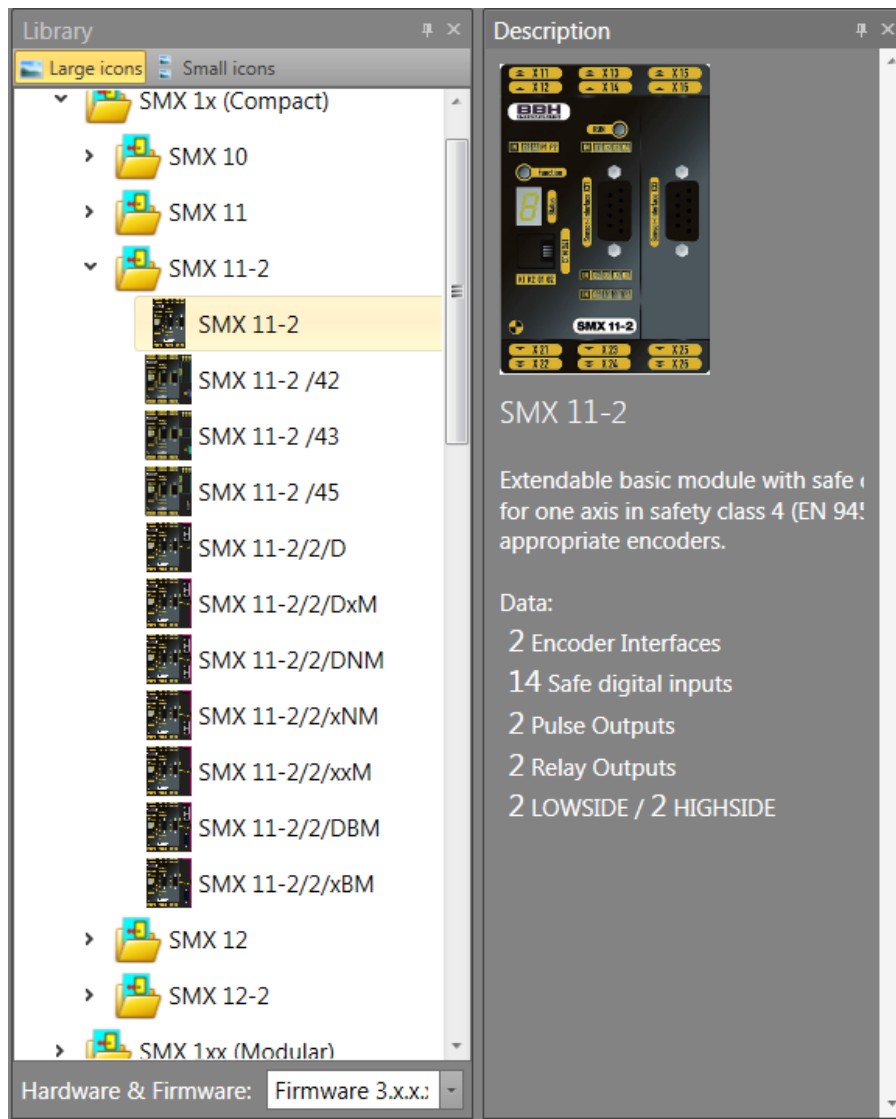 Library
Large icons Small icons
SMX 1x (Compact)
SMX 10
SMX 11
SMX 11-2
SMX 11-2
SMX 11-2 /42
SMX 11-2 /43
SMX 11-2 /45
SMX 11-2/2/D
SMX 11-2/2/DxM
SMX 11-2/2/DNM
SMX 11-2/2/xNM
SMX 11-2/2/xxM
SMX 11-2/2/DBM
SMX 11-2/2/xBM
SMX 12
SMX 12-2
SMX 1xx (Modular)
Hardware & Firmware: Firmware 3.x.x.
Description
X 11 X 13 X 15
X 12 X 14 X 16
BBH
RUN
Function
8
SMX 11-2
X 21 X 23 X 25
X 22 X 24 X 26
SMX 11-2
Extendable basic module with safe
for one axis in safety class 4 (EN 945
appropriate encoders.
Data:
2 Encoder Interfaces
14 Safe digital inputs
2 Pulse Outputs
2 Relay Outputs
2 LOWSIDE / 2 HIGHSIDE